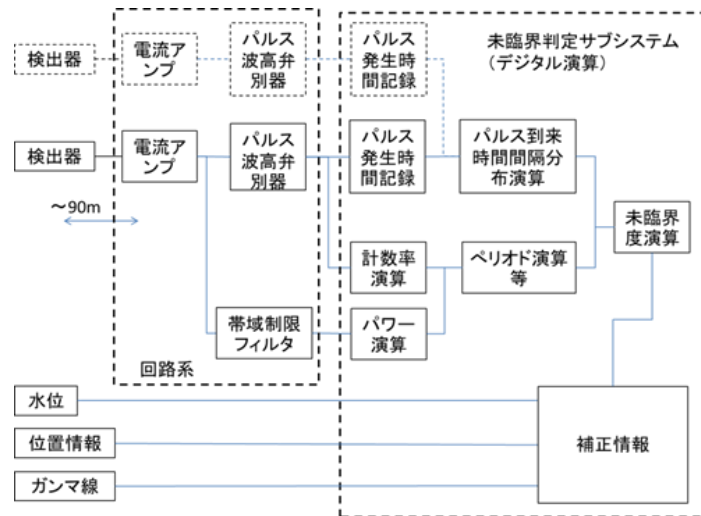 検出器
電流ア
ンプ
パルス
波高弁
別器
パルス
発生時
間記録
未臨界判定サブシステム
(デジタル演算)
検出器
電流ア
ンプ
パルス
波高弁
別器
パルス
発生時
間記録
パルス到来
時間間隔分
布演算
～90m
未臨界
度演算
計数率
演算
ペリオド演算
等
帯域制限
フィルタ
パワー
演算
回路系
水位
位置情報
ガンマ線
補正情報